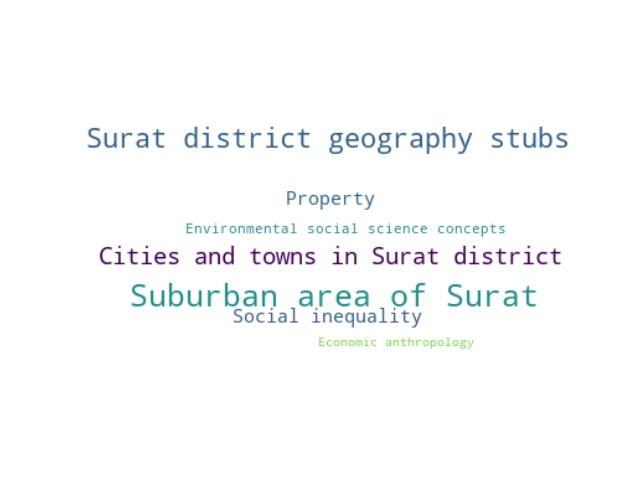 Surat district geography stubs
Property
Environmental social science concepts
Cities and towns in Surat district
Suburban area of Surat
Social inequality
Economic anthropology